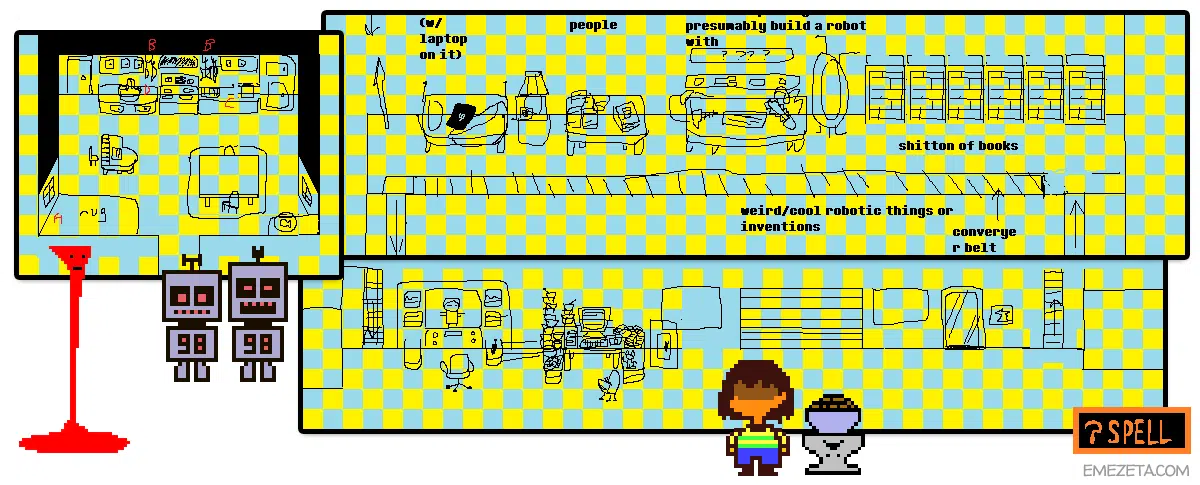 (w/
laptop
on it)
people
presumably build a robot
with
? ? ? ?
B
B
D
C
A
rug
shitton of books
weird/cool robotic things or
inventions
converye
r belt
98
98
SPELL
EMEZETA.COM